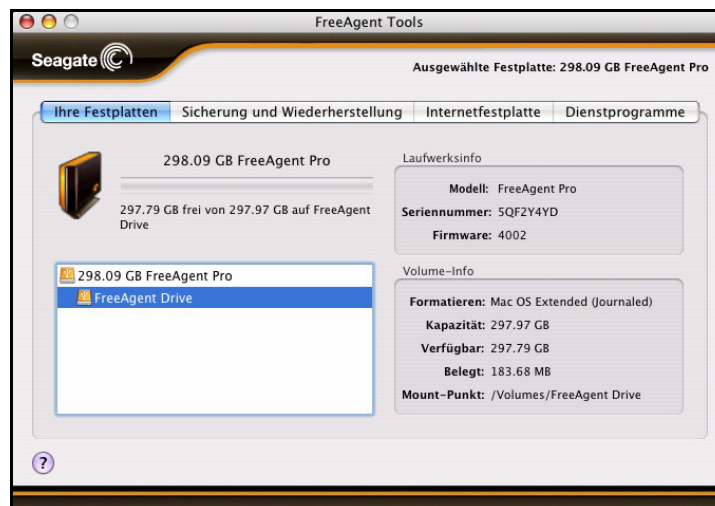 FreeAgent Tools
Seagate
Ausgewählte Festplatte: 298.09 GB FreeAgent Pro
Ihre Festplatten Sicherung und Wiederherstellung Internetfestplatte Dienstprogramme
298.09 GB FreeAgent Pro
297.79 GB frei von 297.97 GB auf FreeAgent
Drive
298.09 GB FreeAgent Pro
FreeAgent Drive
Laufwerksinfo
Modell: FreeAgent Pro
Seriennummer: 5QF2Y4YD
Firmware: 4002
Volume-Info
Formatieren: Mac OS Extended (Journaled)
Kapazität: 297.97 GB
Verfügbar: 297.79 GB
Belegt: 183.68 MB
Mount-Punkt: /Volumes/FreeAgent Drive
?